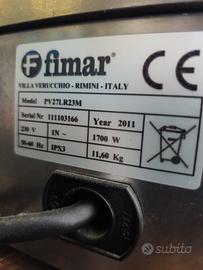 fimar
CE
VILLA VERUCCHIO - RIMINI - ITALY
Model PV27LR23M
Serial Nr 111103166 Year 2011
230 V 1N ~ 1700 W
50-60 Hz IPX3 11,60 Kg
subito